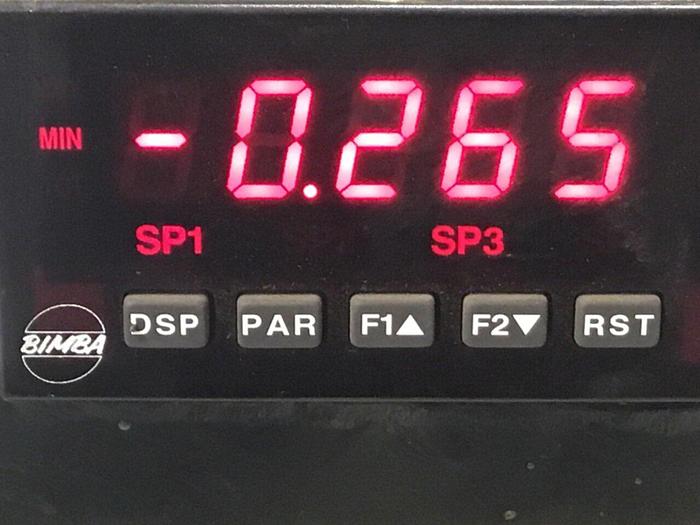 MIN -0.265
SP1 SP3
BIMBA DSP PAR F1▲ F2▼ RST